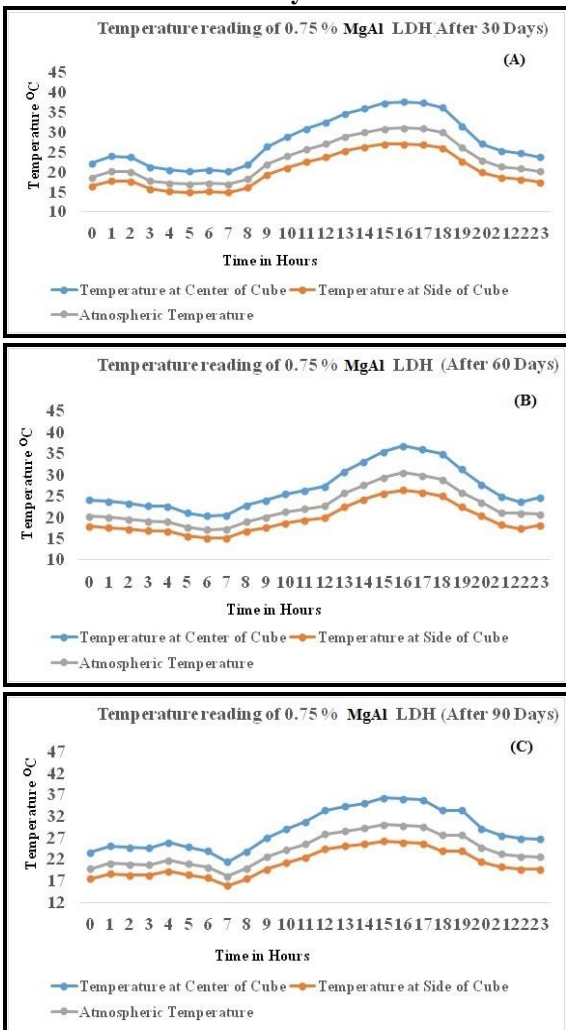 Temperature reading of 0.75 % MgAl LDH(After 30 Days)
(A)
Temperature ⁰C
45
40
35
30
25
20
15
10
0 1 2 3 4 5 6 7 8 9 10 11 12 13 14 15 16 17 18 19 20 21 22 23
Time in Hours
Temperature at Center of Cube Temperature at Side of Cube
Atmospheric Temperature
Temperature reading of 0.75 % MgAl LDH (After 60 Days)
(B)
Temperature ⁰C
45
40
35
30
25
20
15
10
0 1 2 3 4 5 6 7 8 9 10 11 12 13 14 15 16 17 18 19 20 21 22 23
Time in Hours
Temperature at Center of Cube Temperature at Side of Cube
Atmospheric Temperature
Temperature reading of 0.75 % MgAl LDH (After 90 Days)
(C)
Temperature ⁰C
47
42
37
32
27
22
17
12
0 1 2 3 4 5 6 7 8 9 10 11 12 13 14 15 16 17 18 19 20 21 22 23
Time in Hours
Temperature at Center of Cube Temperature at Side of Cube
Atmospheric Temperature